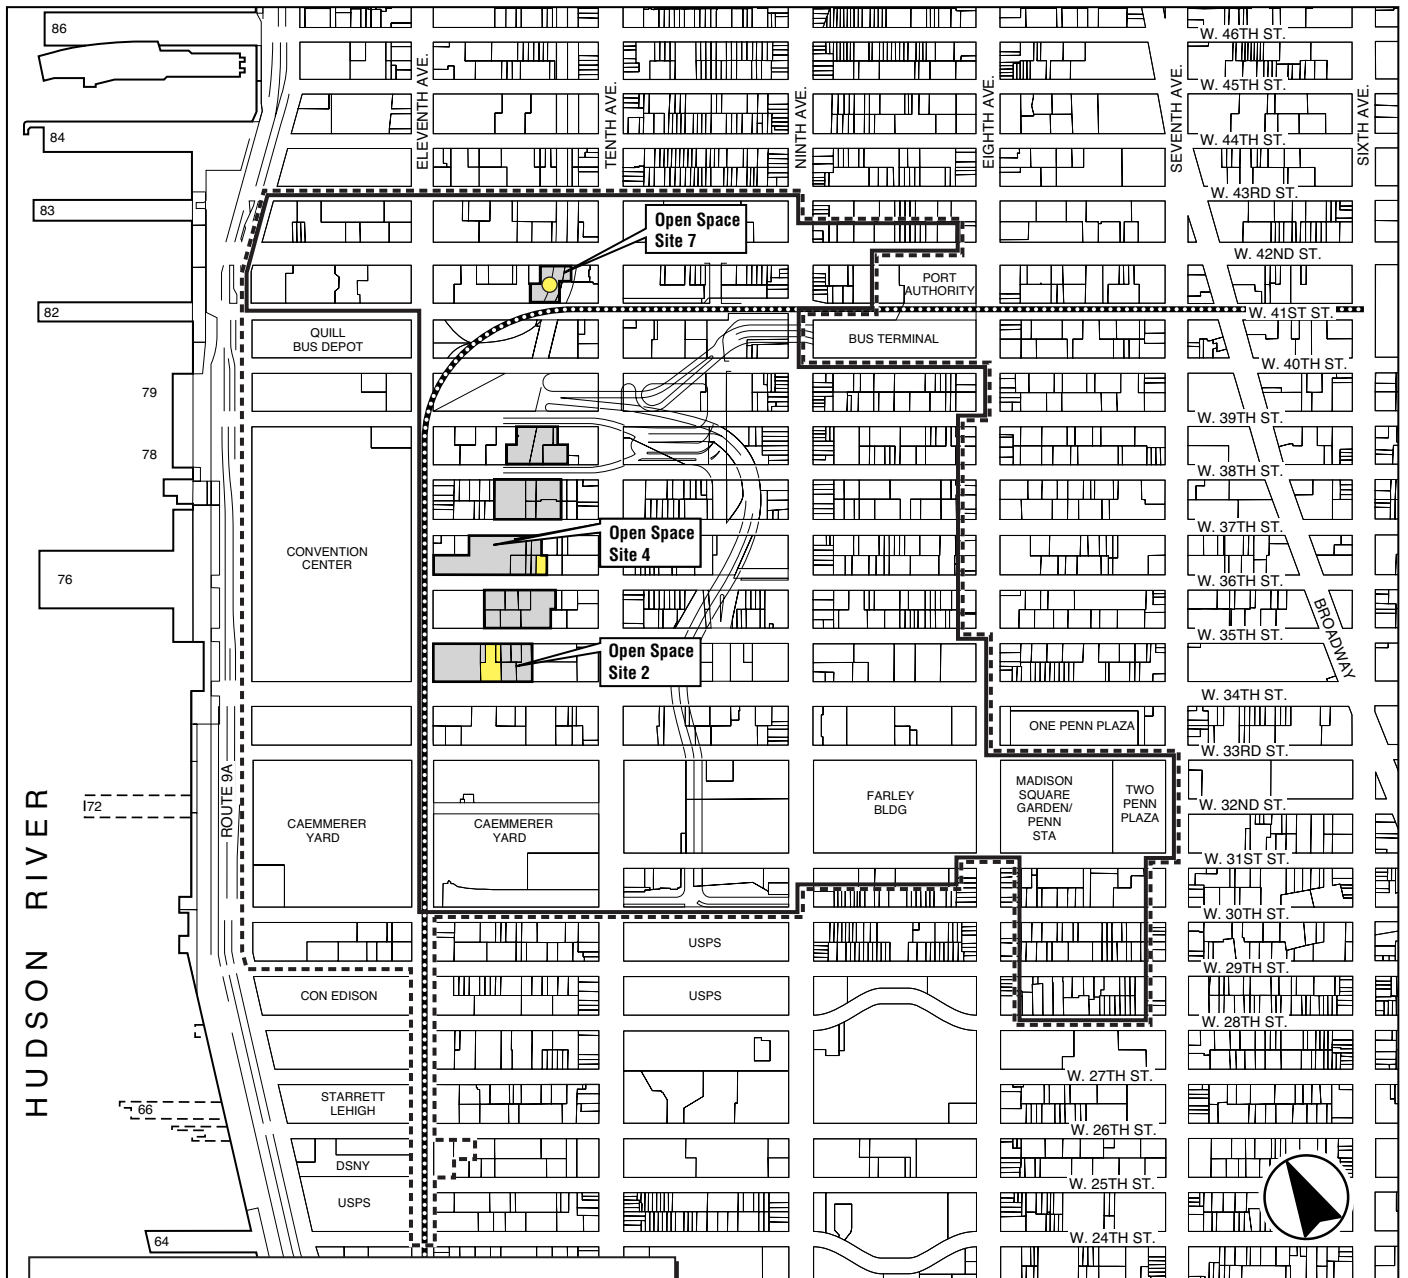 86
W. 46TH ST.
W. 45TH ST.
ELEVENTH AVE.
TENTH AVE.
NINTH AVE.
EIGHTH AVE.
SEVENTH AVE.
SIXTH AVE.
84
W. 44TH ST.
W. 43RD ST.
83
Open Space
Site 7
W. 42ND ST.
PORT
AUTHORITY
82
W. 41ST ST.
QUILL
BUS DEPOT
BUS TERMINAL
W. 40TH ST.
79
W. 39TH ST.
78
W. 38TH ST.
W. 37TH ST.
Open Space
Site 4
CONVENTION
CENTER
76
W. 36TH ST.
BROADWAY
W. 35TH ST.
Open Space
Site 2
W. 34TH ST.
ONE PENN PLAZA
W. 33RD ST.
HUDSON RIVER
ROUTE 9A
72
MADISON
SQUARE
GARDEN/
PENN
STA
TWO
PENN
PLAZA
FARLEY
BLDG
W. 32ND ST.
CAEMMERER
YARD
CAEMMERER
YARD
W. 31ST ST.
W. 30TH ST.
USPS
W. 29TH ST.
CON EDISON
USPS
W. 28TH ST.
W. 27TH ST.
STARRETT
LEHIGH
66
W. 26TH ST.
DSNY
W. 25TH ST.
USPS
W. 24TH ST.
64